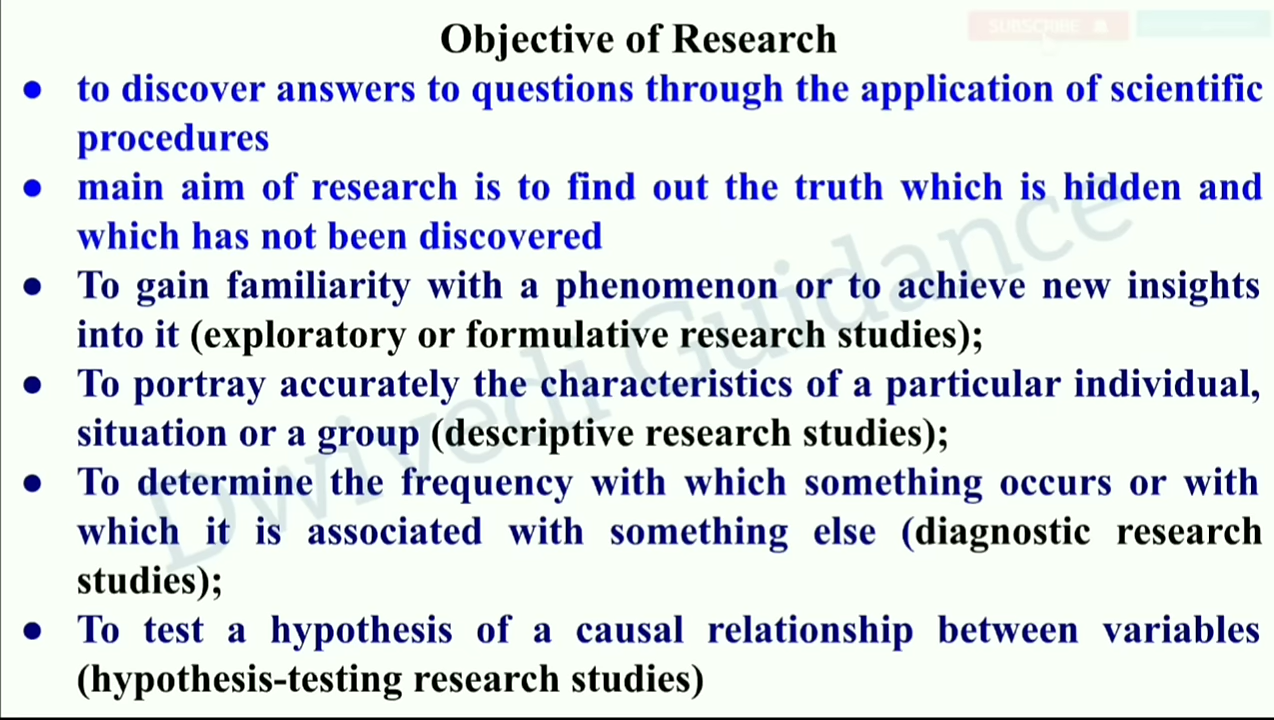 Objective of Research
SUBSCRIBE
● to discover answers to questions through the application of scientific
procedures
● main aim of research is to find out the truth which is hidden and
which has not been discovered
● To gain familiarity with a phenomenon or to achieve new insights
into it (exploratory or formulative research studies);
● To portray accurately the characteristics of a particular individual,
situation or a group (descriptive research studies);
● To determine the frequency with which something occurs or with
which it is associated with something else (diagnostic research
studies);
● To test a hypothesis of a causal relationship between variables
(hypothesis-testing research studies)
Dwivedi Guidance